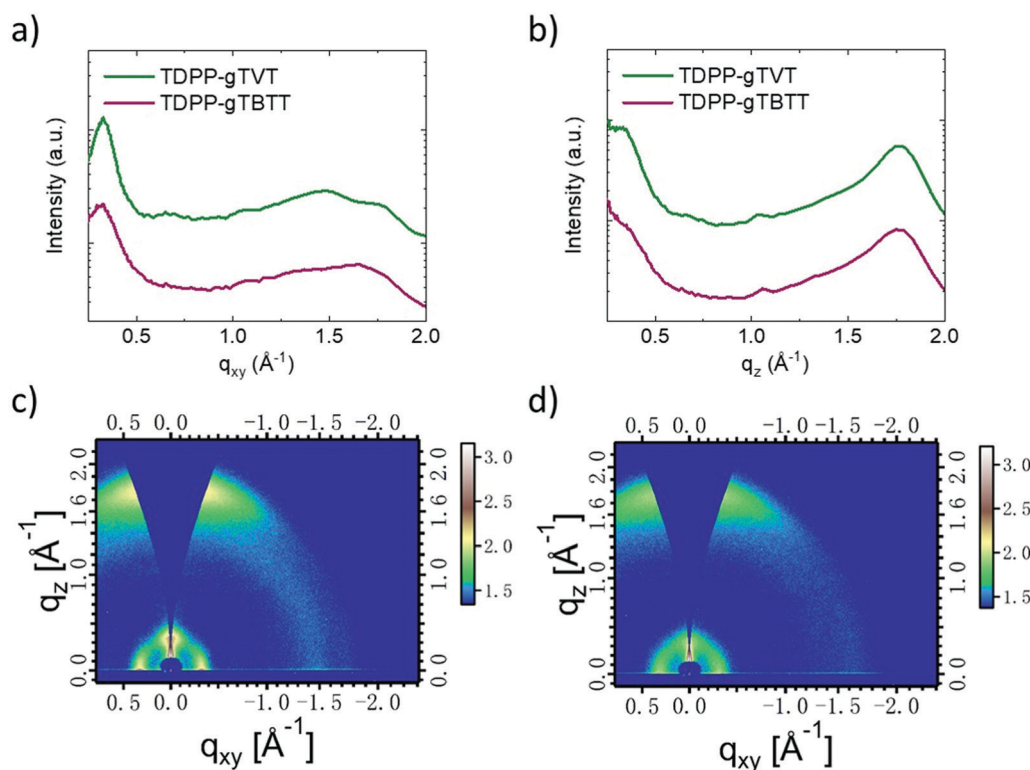 a)
TDPP-gTVT
TDPP-gTBTT
Intensity (a.u.)
0.5 1.0 1.5 2.0
qxy (Å-1)
b)
TDPP-gTVT
TDPP-gTBTT
Intensity (a.u.)
0.5 1.0 1.5 2.0
qz (Å-1)
c)
0.5 0.0 -1.0 -1.5 -2.0
qz [Å-1]
2.0
1.6
1.0
0.0
2.0
1.6
1.0
0.0
3.0
2.5
2.0
1.5
0.5 0.0 -1.0 -1.5 -2.0
qxy [Å-1]
d)
0.5 0.0 -1.0 -1.5 -2.0
qz [Å-1]
2.0
1.6
1.0
0.0
2.0
1.6
1.0
0.0
3.0
2.5
2.0
1.5
0.5 0.0 -1.0 -1.5 -2.0
qxy [Å-1]